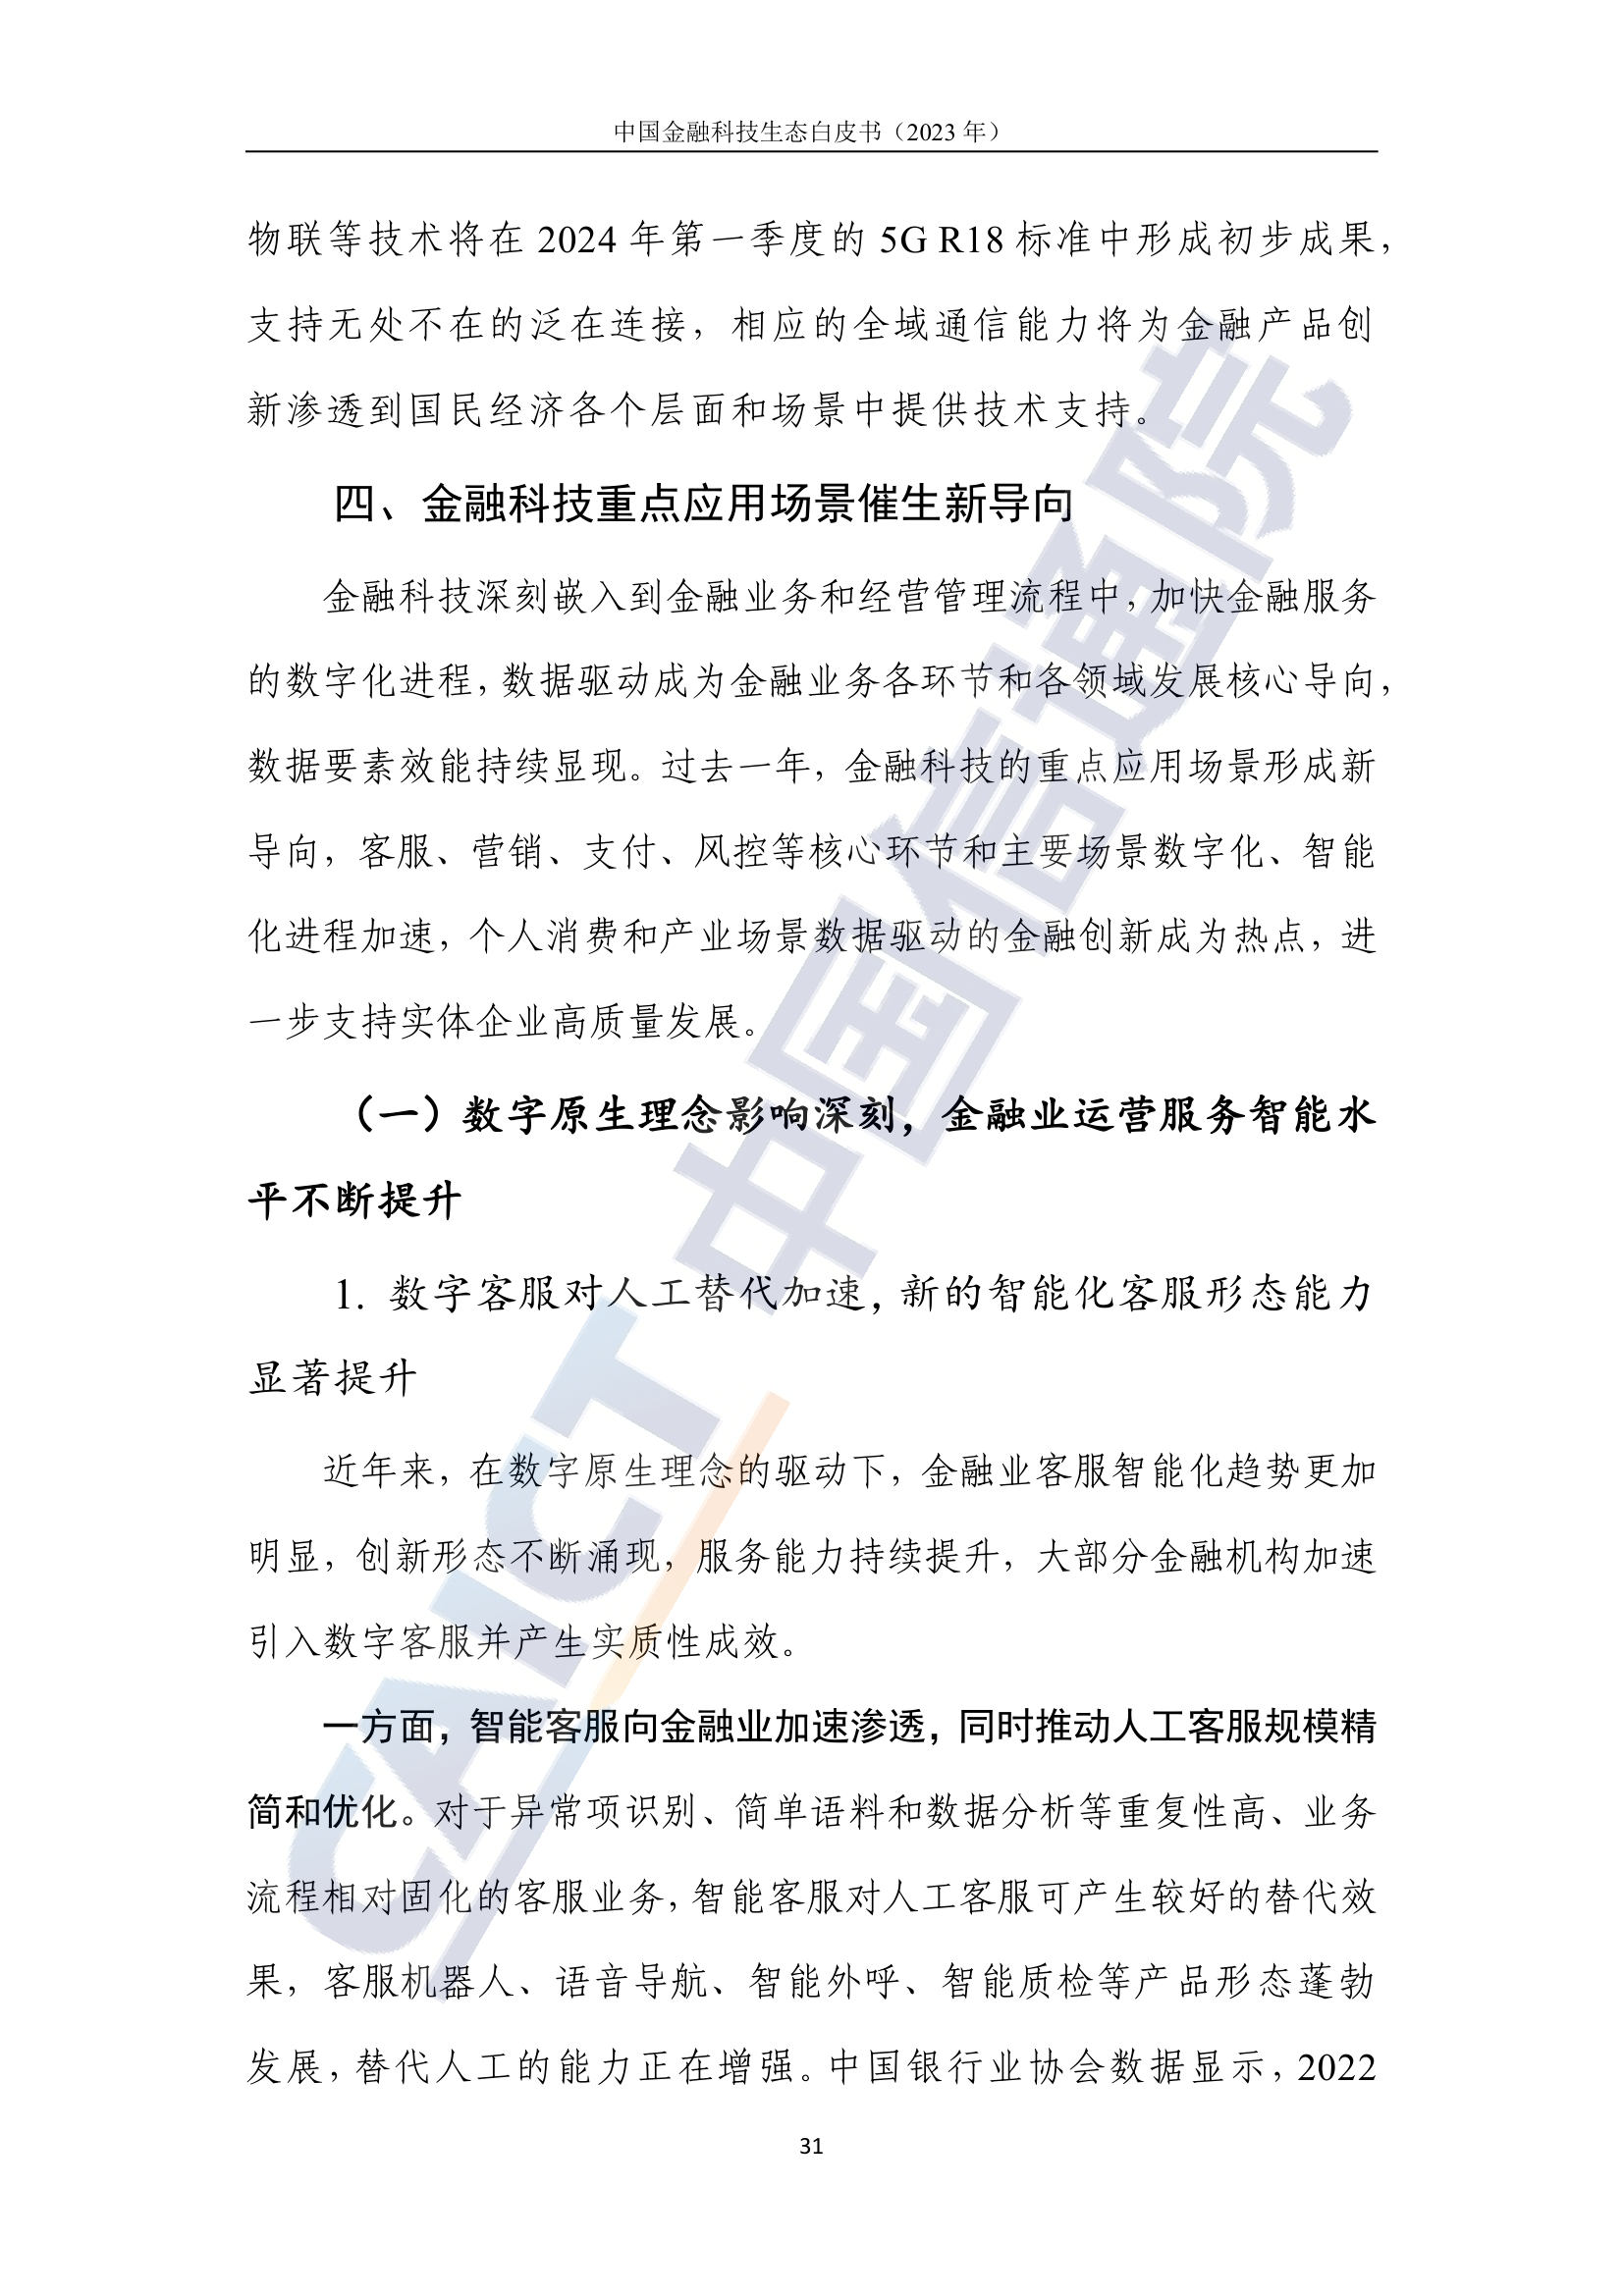 中国金融科技生态白皮书（2023 年）
物联等技术将在 2024 年第一季度的 5G R18 标准中形成初步成果，
支持无处不在的泛在连接，相应的全域通信能力将为金融产品创
新渗透到国民经济各个层面和场景中提供技术支持。
四、金融科技重点应用场景催生新导向
金融科技深刻嵌入到金融业务和经营管理流程中，加快金融服务
的数字化进程，数据驱动成为金融业务各环节和各领域发展核心导向，
数据要素效能持续显现。过去一年，金融科技的重点应用场景形成新
导向，客服、营销、支付、风控等核心环节和主要场景数字化、智能
化进程加速，个人消费和产业场景数据驱动的金融创新成为热点，进
一步支持实体企业高质量发展。
（一）数字原生理念影响深刻，金融业运营服务智能水
平不断提升
1. 数字客服对人工替代加速，新的智能化客服形态能力
显著提升
近年来，在数字原生理念的驱动下，金融业客服智能化趋势更加
明显，创新形态不断涌现，服务能力持续提升，大部分金融机构加速
引入数字客服并产生实质性成效。
一方面，智能客服向金融业加速渗透，同时推动人工客服规模精
简和优化。对于异常项识别、简单语料和数据分析等重复性高、业务
流程相对固化的客服业务，智能客服对人工客服可产生较好的替代效
果，客服机器人、语音导航、智能外呼、智能质检等产品形态蓬勃
发展，替代人工的能力正在增强。中国银行业协会数据显示，2022
31
CAICT 中国信通院